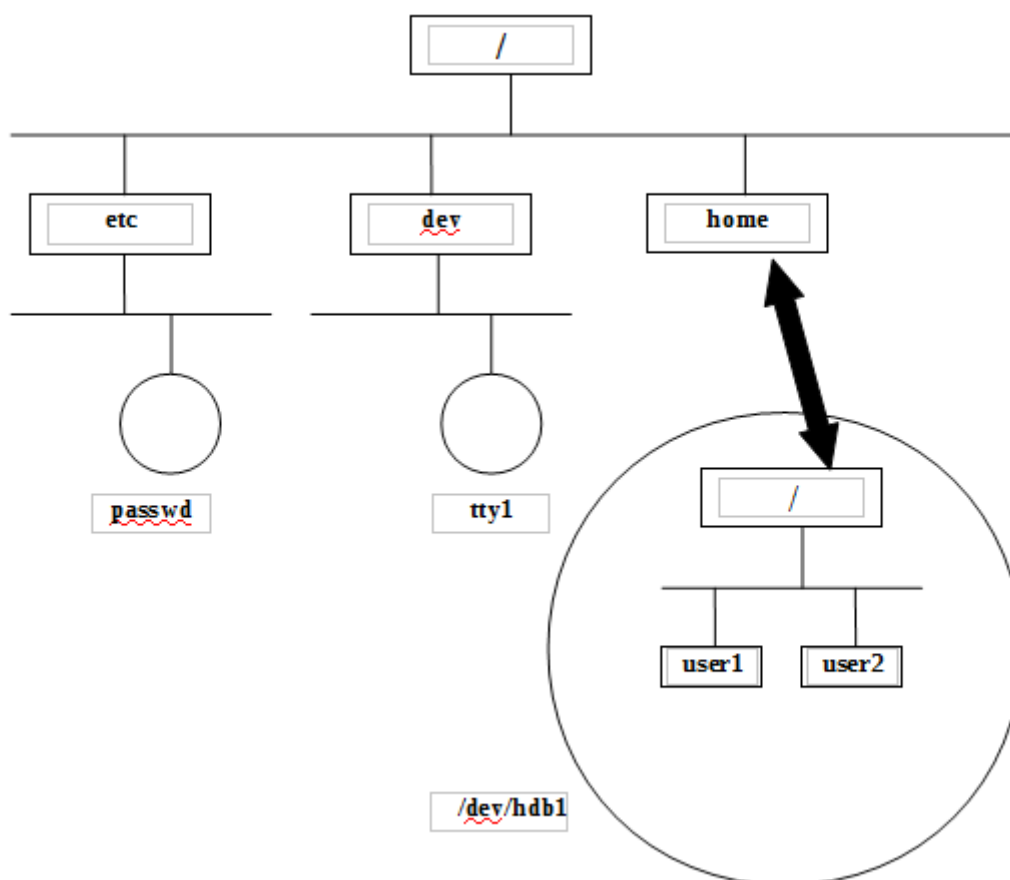 /
etc
dev
home
passwd
tty1
/
user1
user2
/dev/hdb1